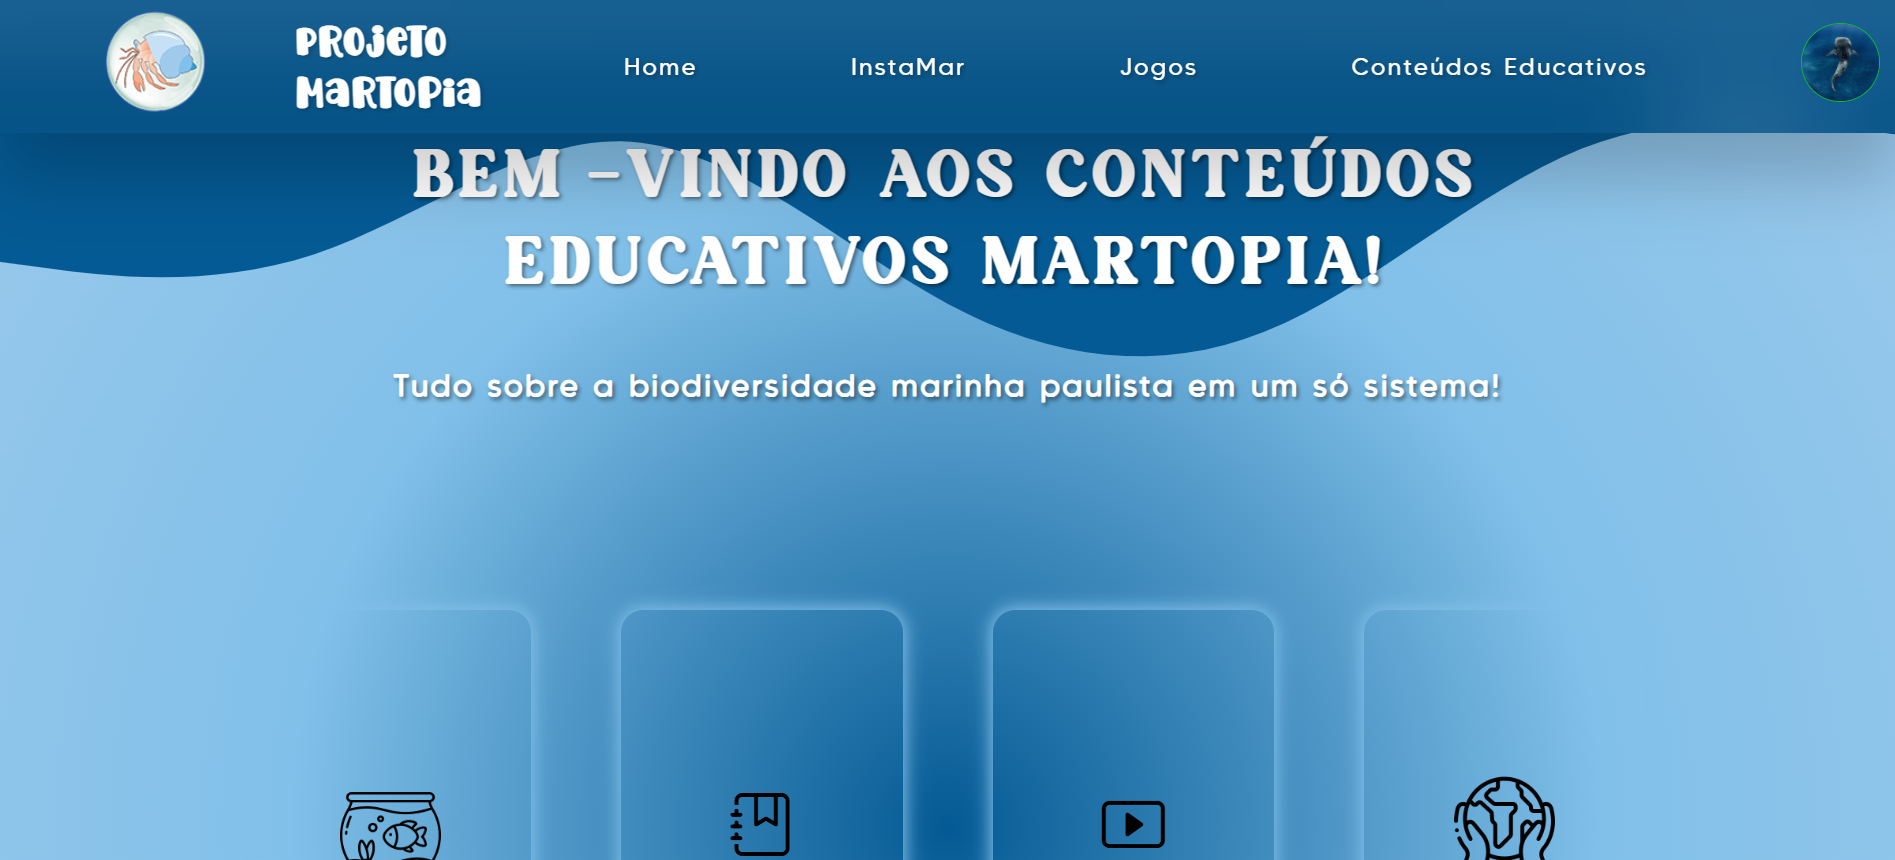 PROJETO
MARTOPIA
Home
InstaMar
Jogos
Conteúdos Educativos
BEM -VINDO AOS CONTEÚDOS
EDUCATIVOS MARTOPIA!
Tudo sobre a biodiversidade marinha paulista em um só sistema!